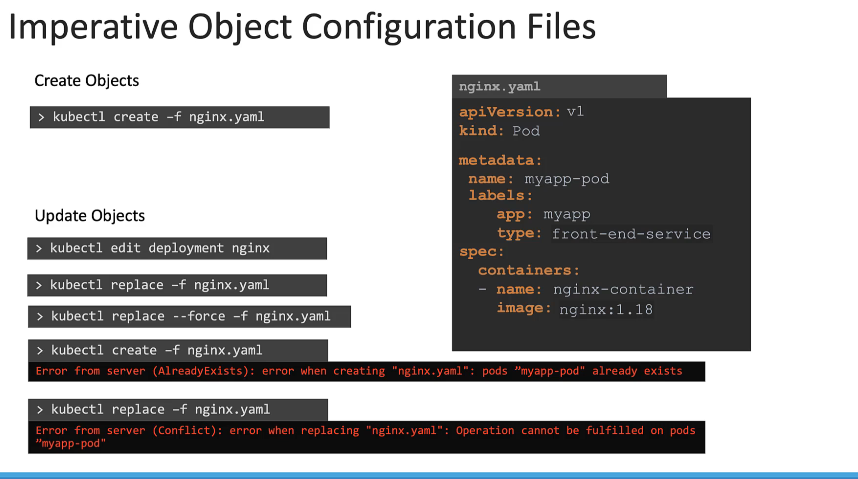 Imperative Object Configuration Files
Create Objects
> kubectl create –f nginx.yaml
Update Objects
> kubectl edit deployment nginx
> kubectl replace –f nginx.yaml
> kubectl replace --force –f nginx.yaml
> kubectl create –f nginx.yaml
Error from server (AlreadyExists): error when creating "nginx.yaml": pods ”myapp-pod" already exists
> kubectl replace –f nginx.yaml
Error from server (Conflict): error when replacing "nginx.yaml": Operation cannot be fulfilled on pods
”myapp-pod"
nginx.yaml
apiVersion: v1
kind: Pod
metadata:
name: myapp-pod
labels:
app: myapp
type: front-end-service
spec:
containers:
- name: nginx-container
image: nginx:1.18